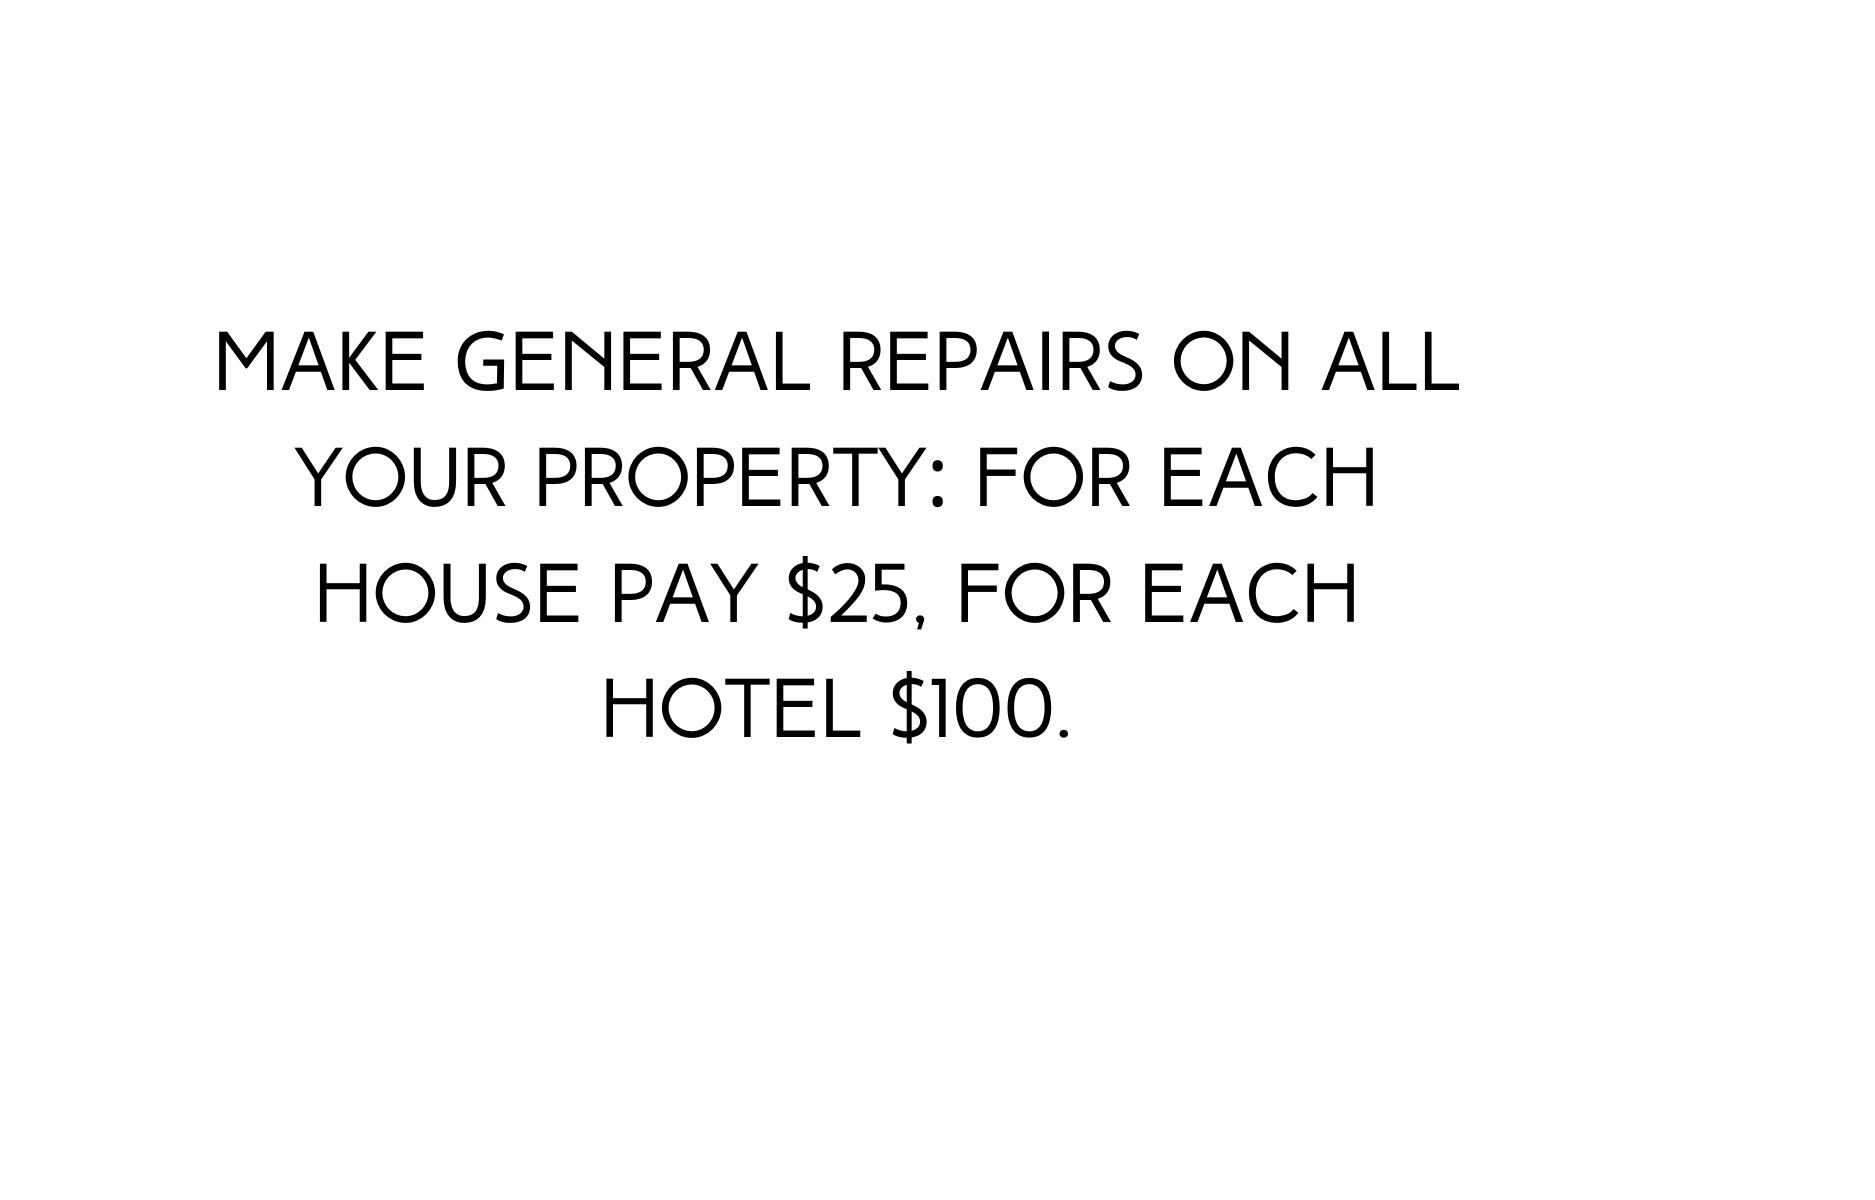 MAKE GENERAL REPAIRS ON ALL
YOUR PROPERTY: FOR EACH
HOUSE PAY $25, FOR EACH
HOTEL $100.